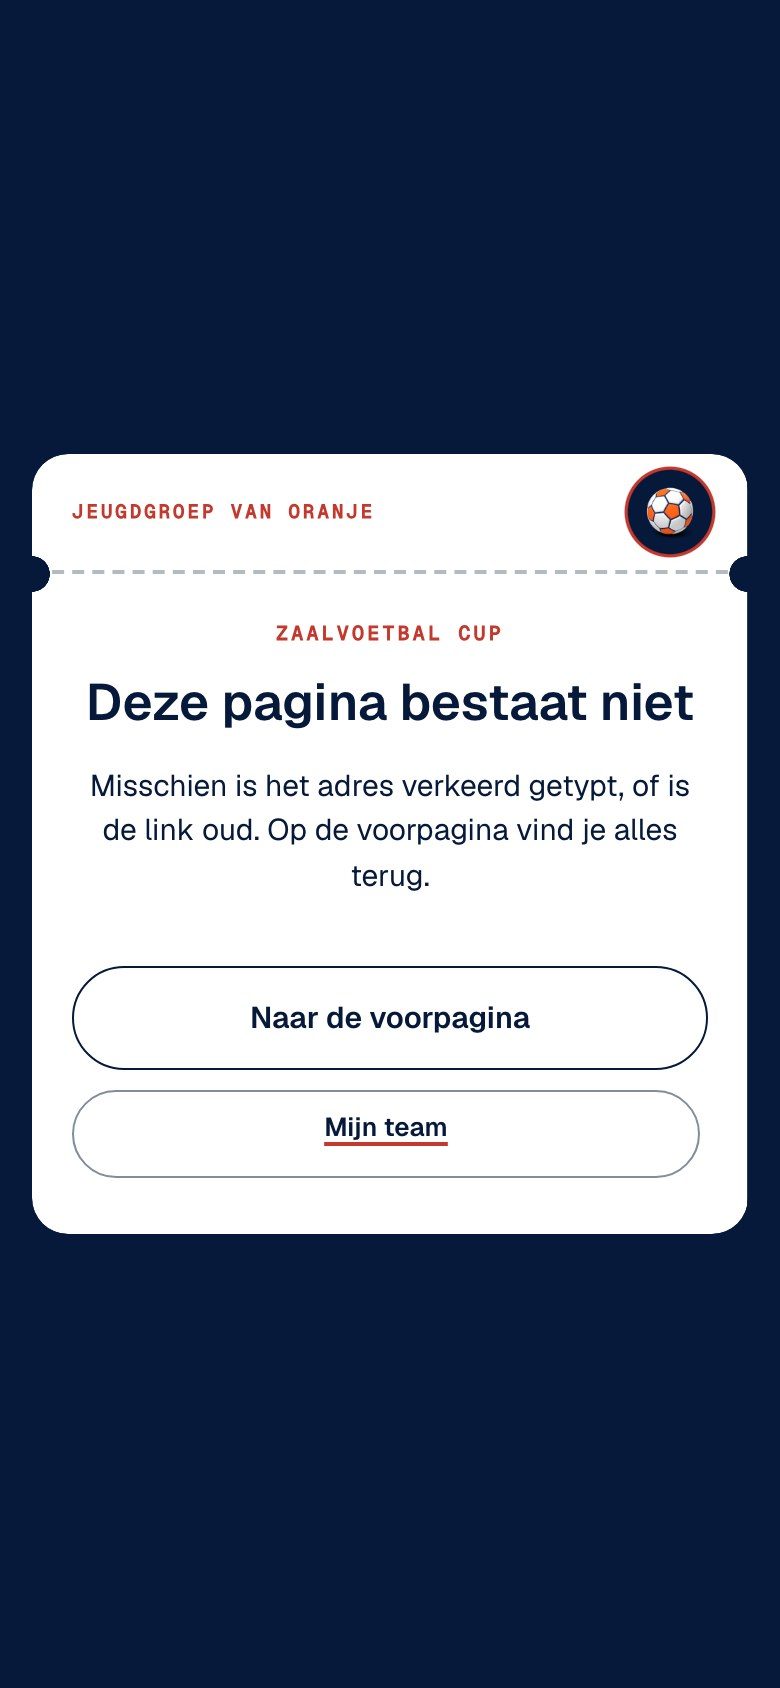 JEUGDGROEP VAN ORANJE
ZAALVOETBAL CUP
Deze pagina bestaat niet
Misschien is het adres verkeerd getypt, of is
de link oud. Op de voorpagina vind je alles
terug.
Naar de voorpagina
Mijn team